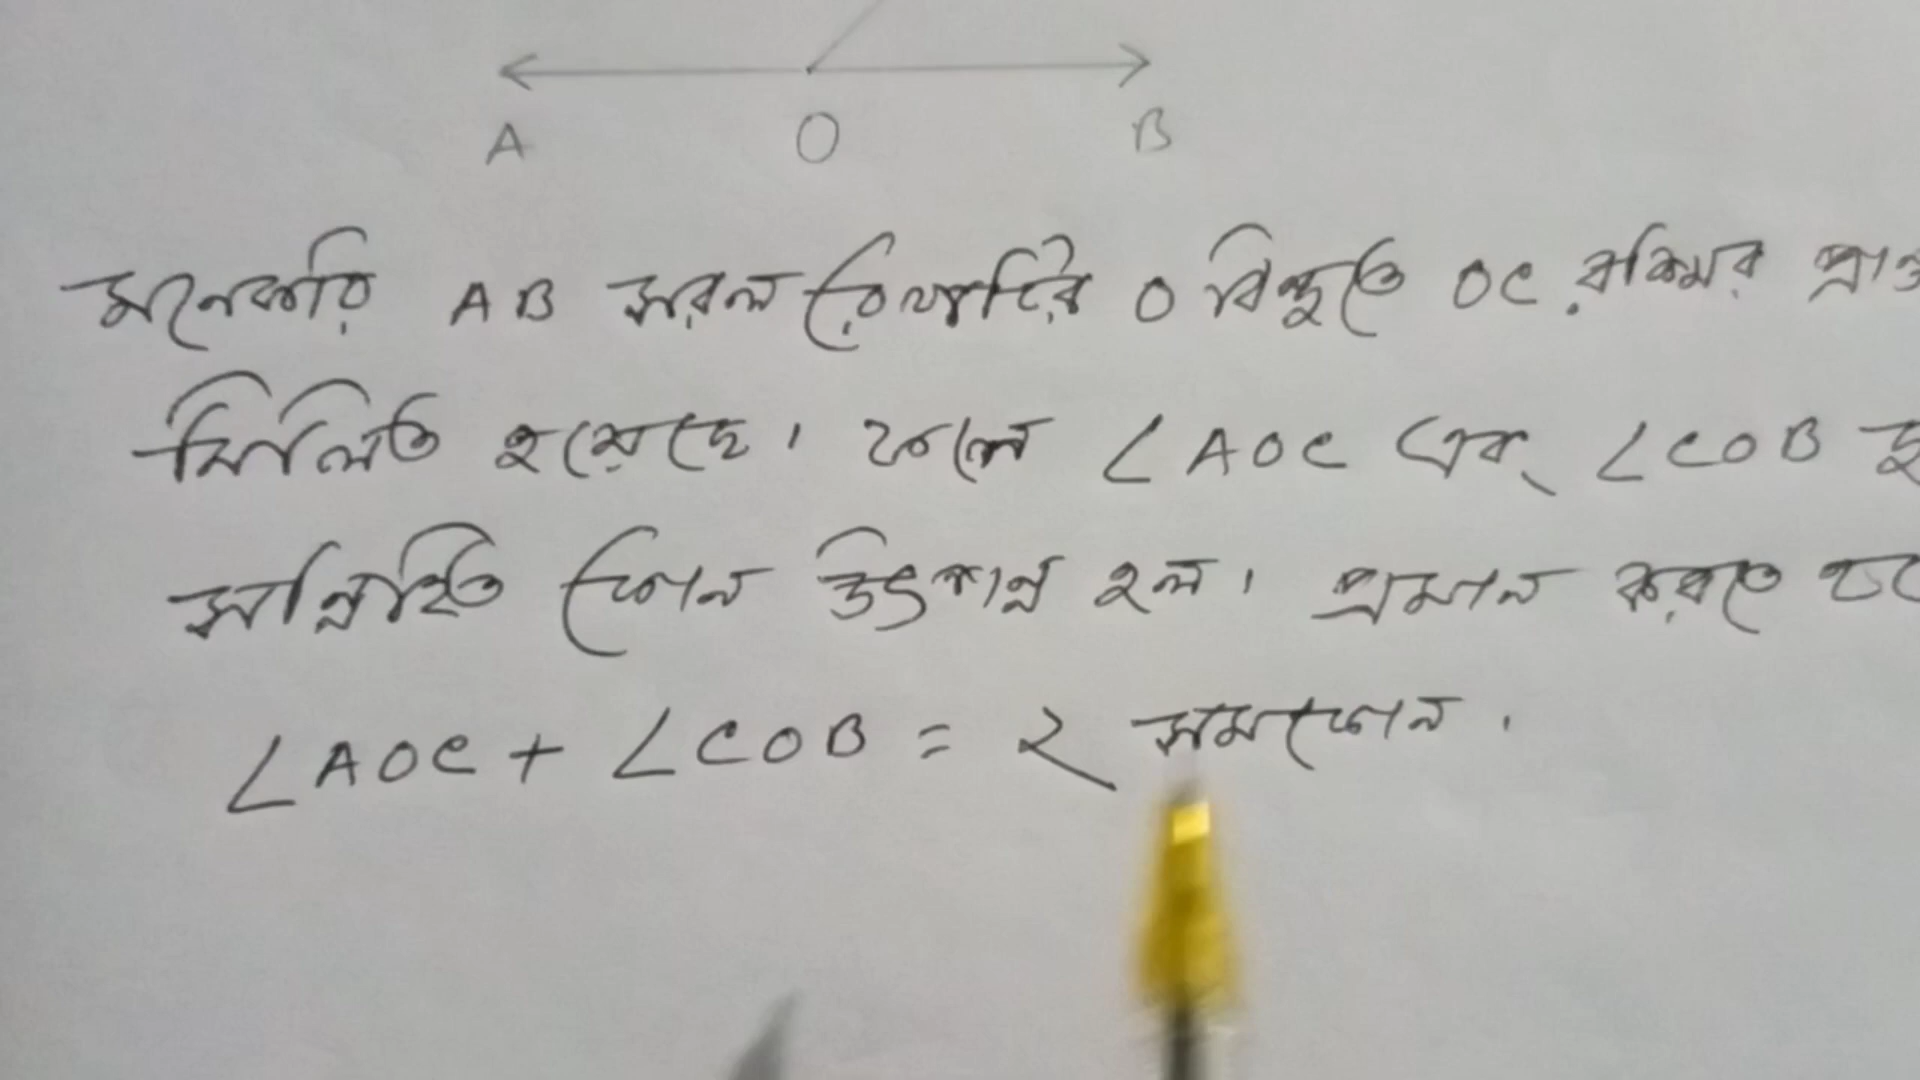 A O B
মনেকরি AB সরল রেখাটির O বিন্দুতে OC রশ্মির
মিলিত হয়েছে। ফলে ∠AOC এবং ∠COB
সন্নিহিত কোন উৎপন্ন হল। প্রমান করতে
∠AOC + ∠COB = ২ সমকোন।